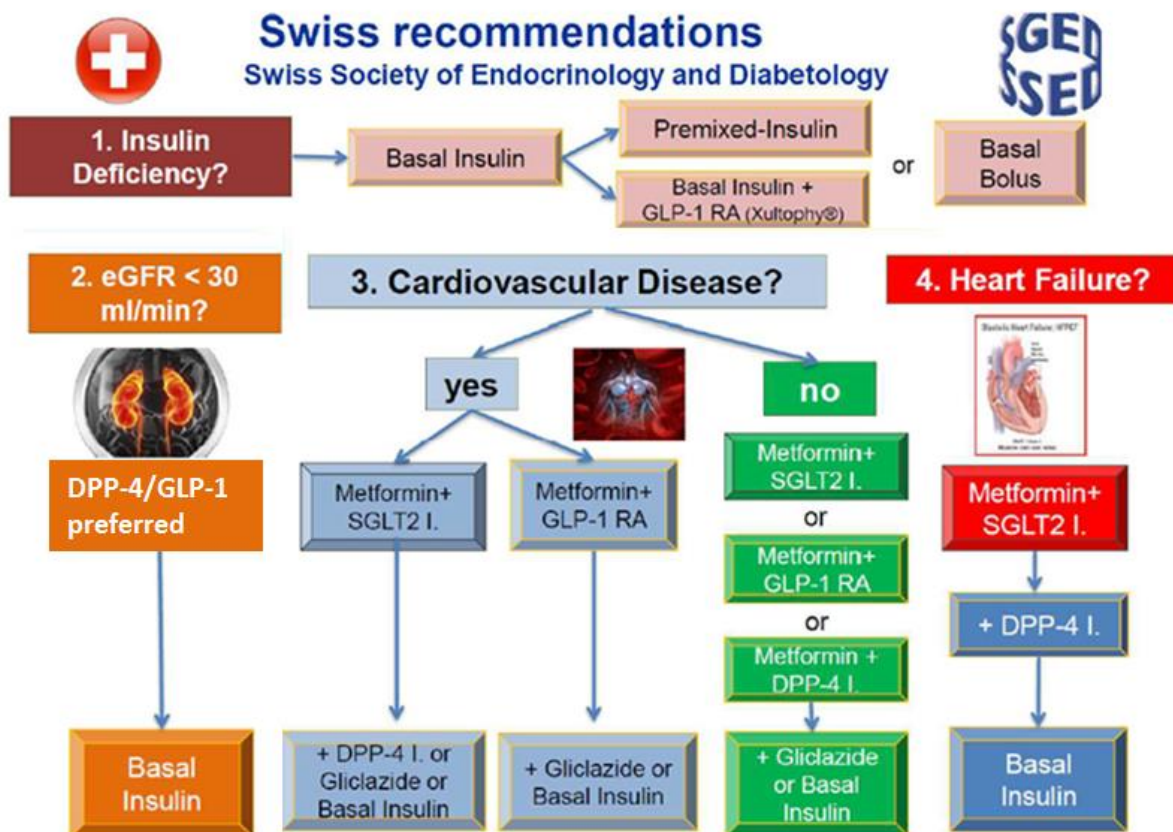 Swiss recommendations
Swiss Society of Endocrinology and Diabetology
SGED
SSED
1. Insulin
Deficiency?
Basal Insulin
Premixed-Insulin
Basal Insulin +
GLP-1 RA (Xultophy®)
or
Basal
Bolus
2. eGFR < 30
ml/min?
3. Cardiovascular Disease?
4. Heart Failure?
yes
no
DPP-4/GLP-1
preferred
Metformin+
SGLT2 I.
Metformin+
GLP-1 RA
Metformin+
SGLT2 I.
or
Metformin+
GLP-1 RA
or
Metformin +
DPP-4 I.
Metformin+
SGLT2 I.
+ DPP-4 I.
Basal
Insulin
+ DPP-4 I. or
Gliclazide or
Basal Insulin
+ Gliclazide or
Basal Insulin
+ Gliclazide
or Basal
Insulin
Basal
Insulin